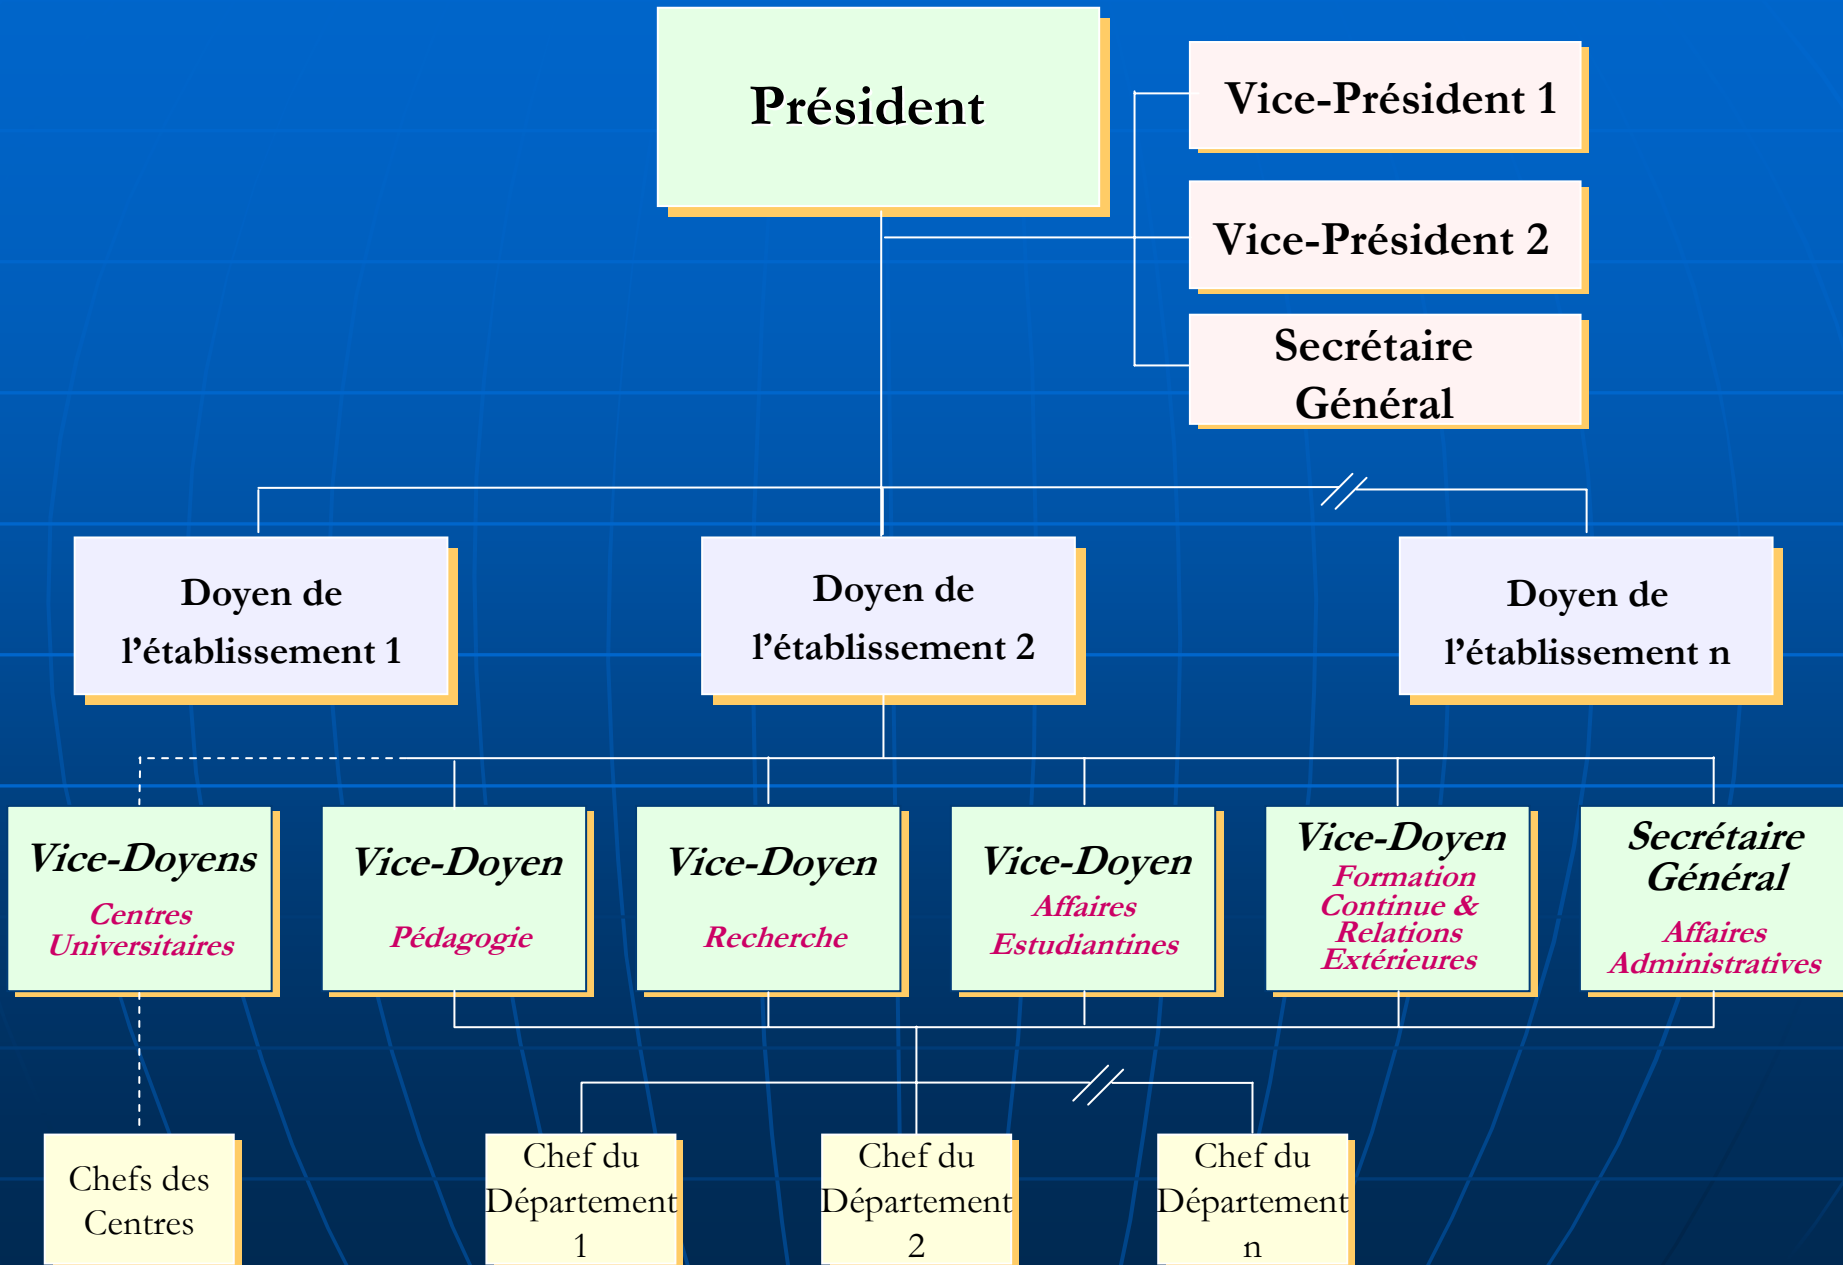 Président
Vice-Président 1
Vice-Président 2
Secrétaire
Général
Doyen de
l’établissement 1
Doyen de
l’établissement 2
Doyen de
l’établissement n
Vice-Doyens
Centres
Universitaires
Vice-Doyen
Pédagogie
Vice-Doyen
Recherche
Vice-Doyen
Affaires
Estudiantines
Vice-Doyen
Formation
Continue &
Relations
Extérieures
Secrétaire
Général
Affaires
Administratives
Chefs des
Centres
Chef du
Département
1
Chef du
Département
2
Chef du
Département
n